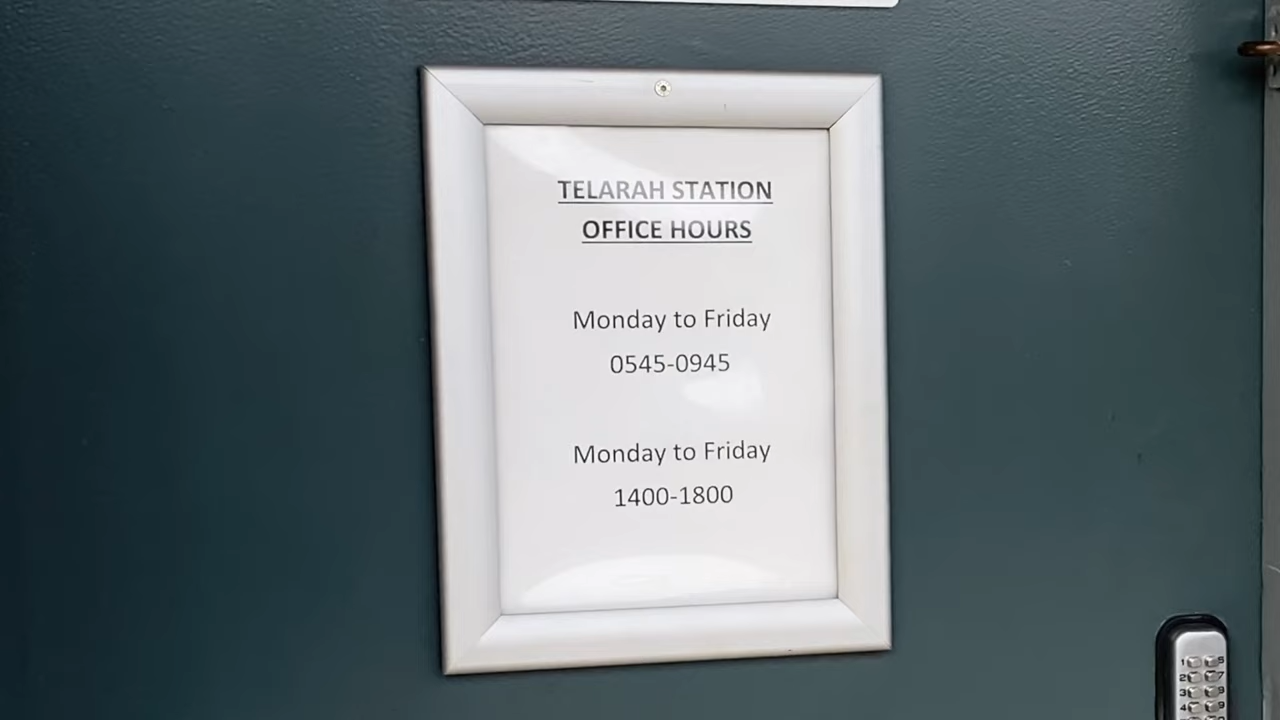 TELARAH STATION
OFFICE HOURS
Monday to Friday
0545-0945
Monday to Friday
1400-1800